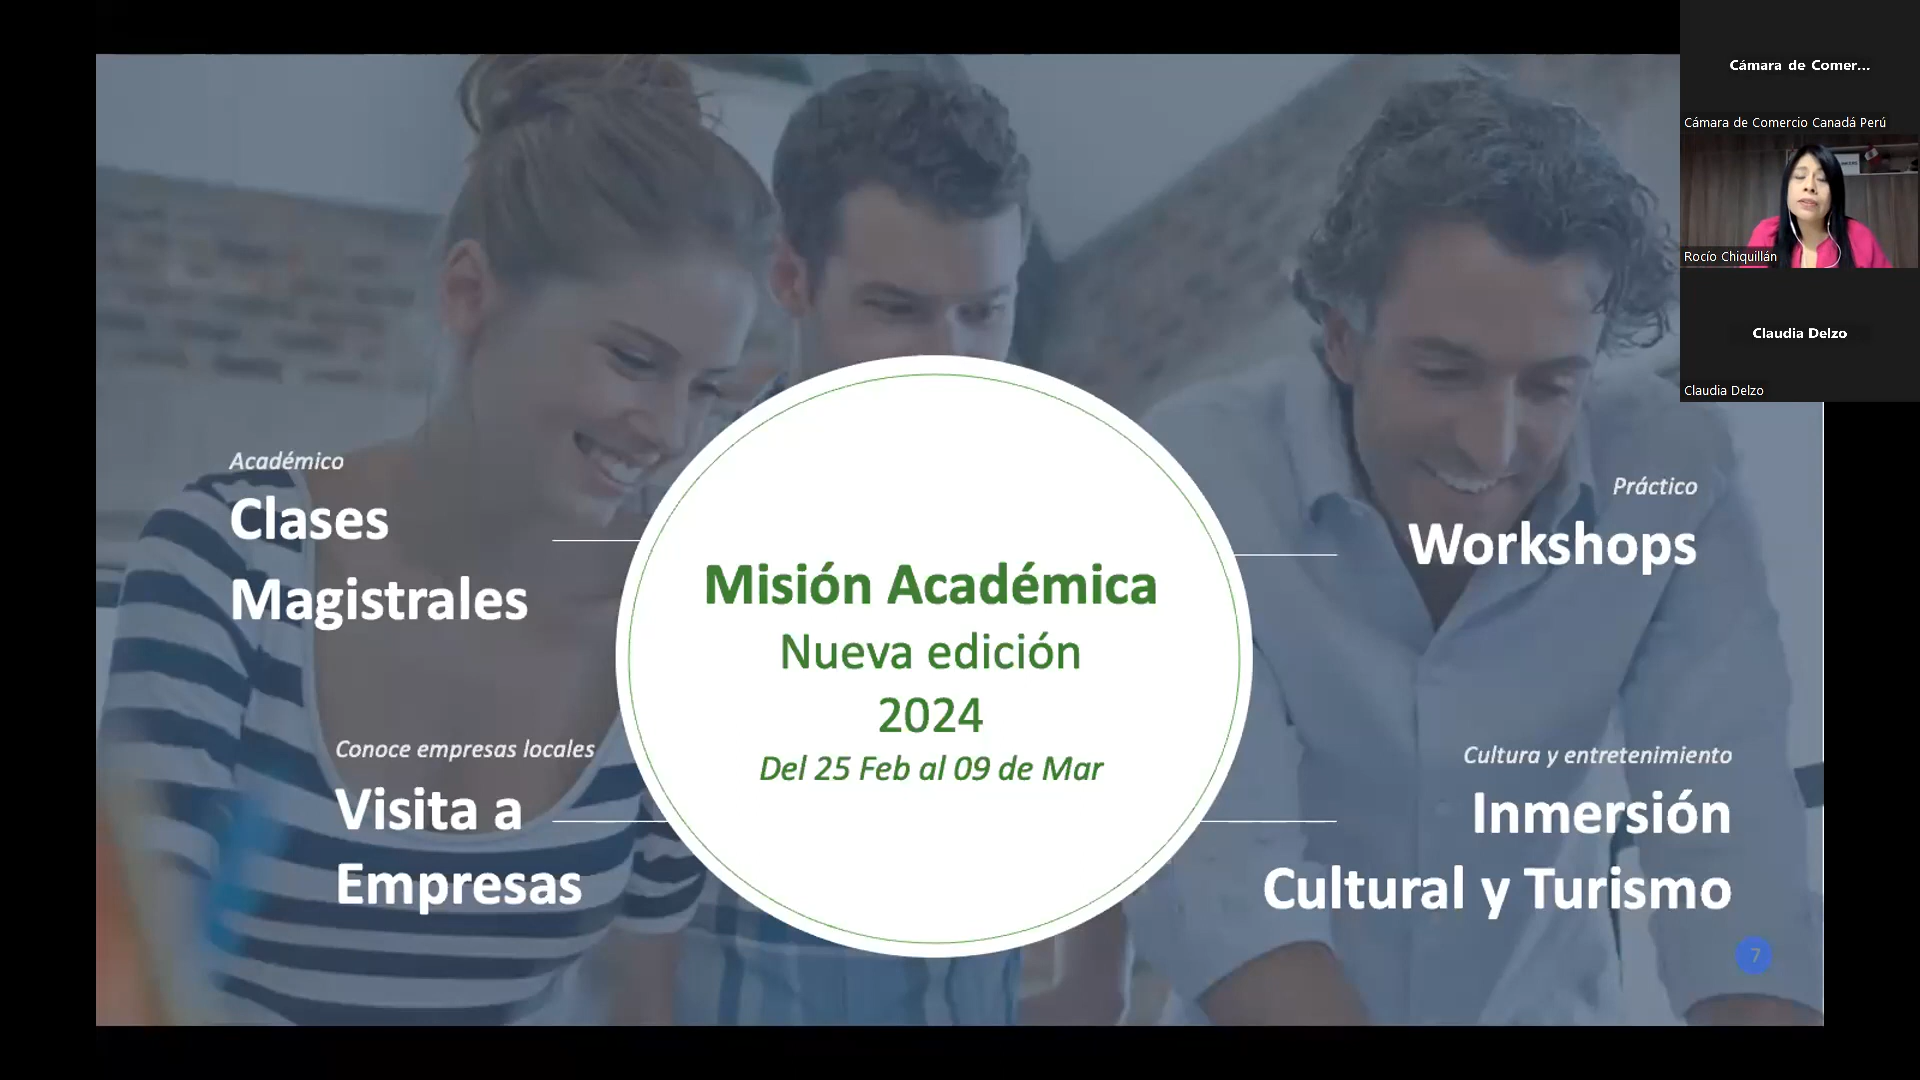 Académico
Clases
Magistrales
Conoce empresas locales
Visita a
Empresas
Misión Académica
Nueva edición
2024
Del 25 Feb al 09 de Mar
Práctico
Workshops
Cultura y entretenimiento
Inmersión
Cultural y Turismo
7
Cámara de Comer...
Cámara de Comercio Canadá Perú
Rocío Chiquillán
Claudia Delzo
Claudia Delzo